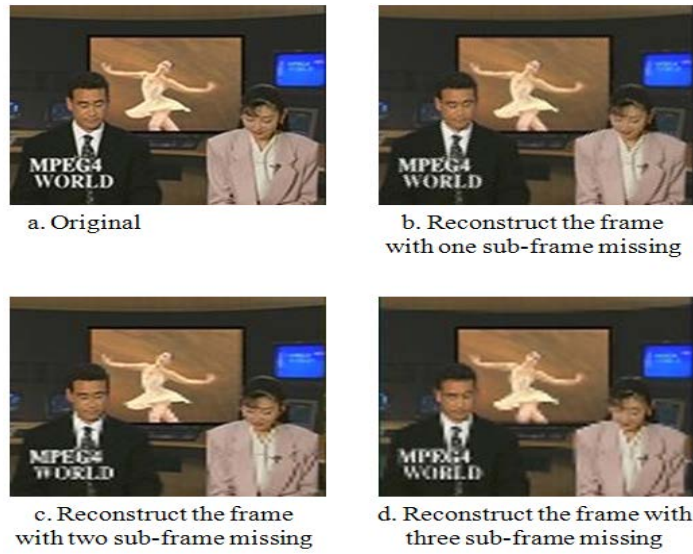 MPEG4
WORLD
MPEG4
WORLD
a. Original
b. Reconstruct the frame
with one sub-frame missing
MPEG4
WORLD
MPEG4
WORLD
c. Reconstruct the frame
with two sub-frame missing
d. Reconstruct the frame with
three sub-frame missing